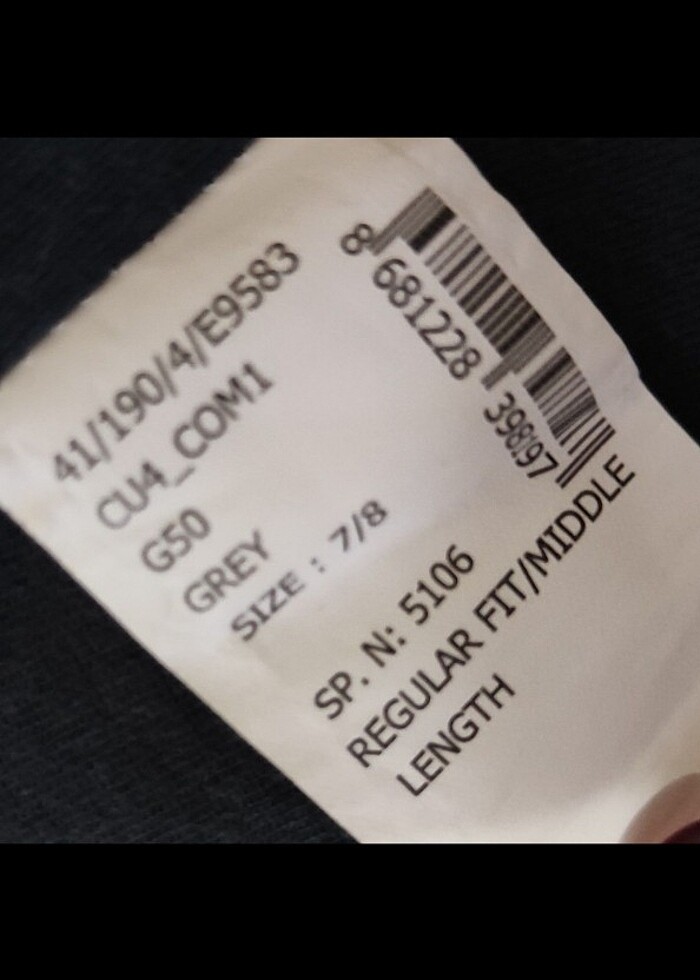 41/190/4/E9583
CU4_COM1
G50
GREY
SIZE : 7/8
8 681228 398197
SP. N: 5106
REGULAR FIT/MIDDLE
LENGTH